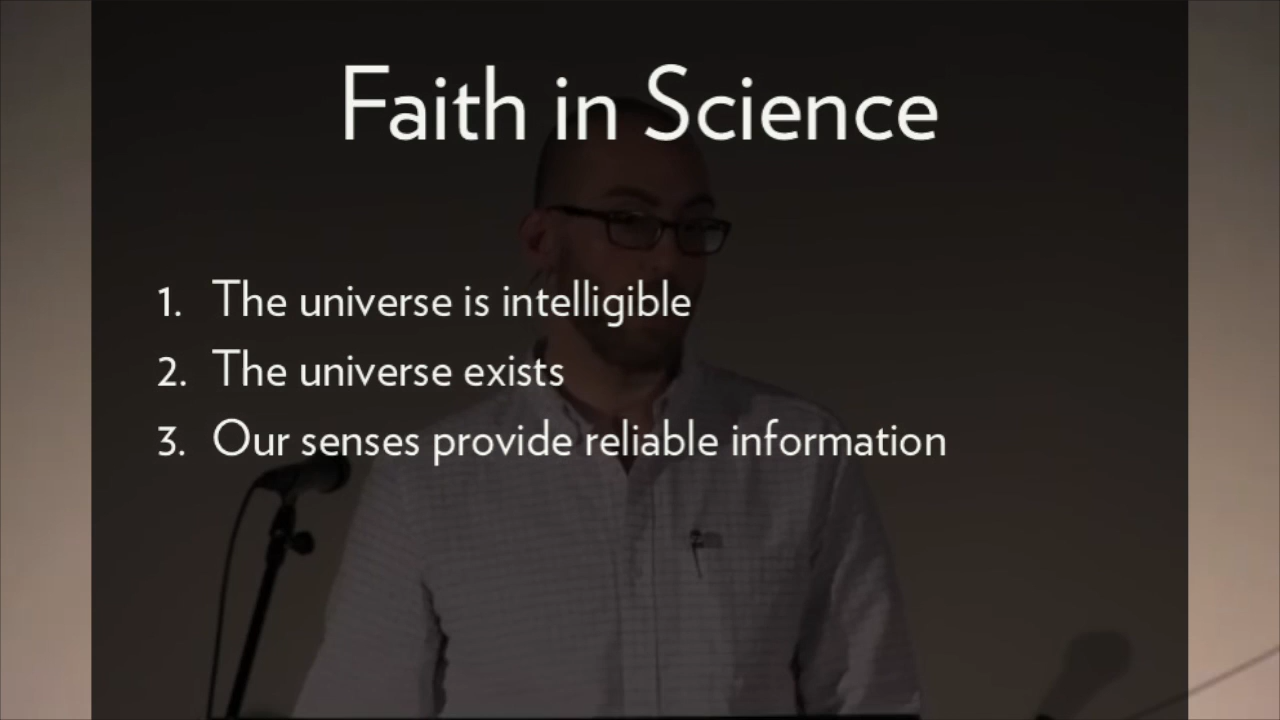 Faith in Science
1. The universe is intelligible
2. The universe exists
3. Our senses provide reliable information